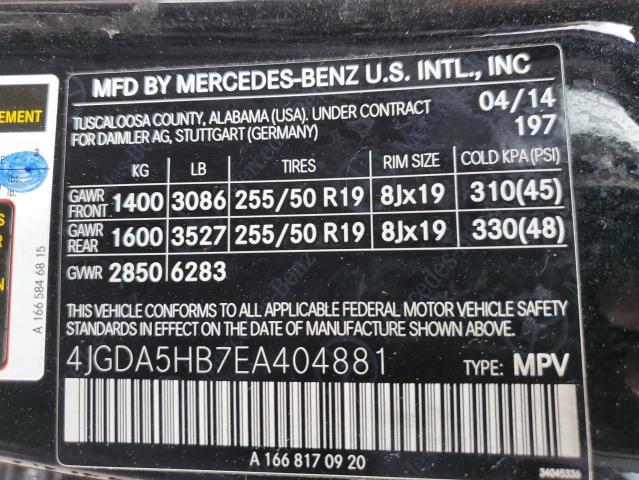 MFD BY MERCEDES-BENZ U.S. INTL., INC
TUSCALOOSA COUNTY, ALABAMA (USA). UNDER CONTRACT 04/14
FOR DAIMLER AG, STUTTGART (GERMANY) 197
KG LB TIRES RIM SIZE COLD KPA (PSI)
GAWR FRONT 1400 3086 255/50 R19 8Jx19 310(45)
GAWR REAR 1600 3527 255/50 R19 8Jx19 330(48)
GVWR 2850 6283
THIS VEHICLE CONFORMS TO ALL APPLICABLE FEDERAL MOTOR VEHICLE SAFETY
STANDARDS IN EFFECT ON THE DATE OF MANUFACTURE SHOWN ABOVE.
4JGDA5HB7EA404881 TYPE: MPV
A 166 817 09 20
34045336
A 166 584 68 15
lbs.
lb.